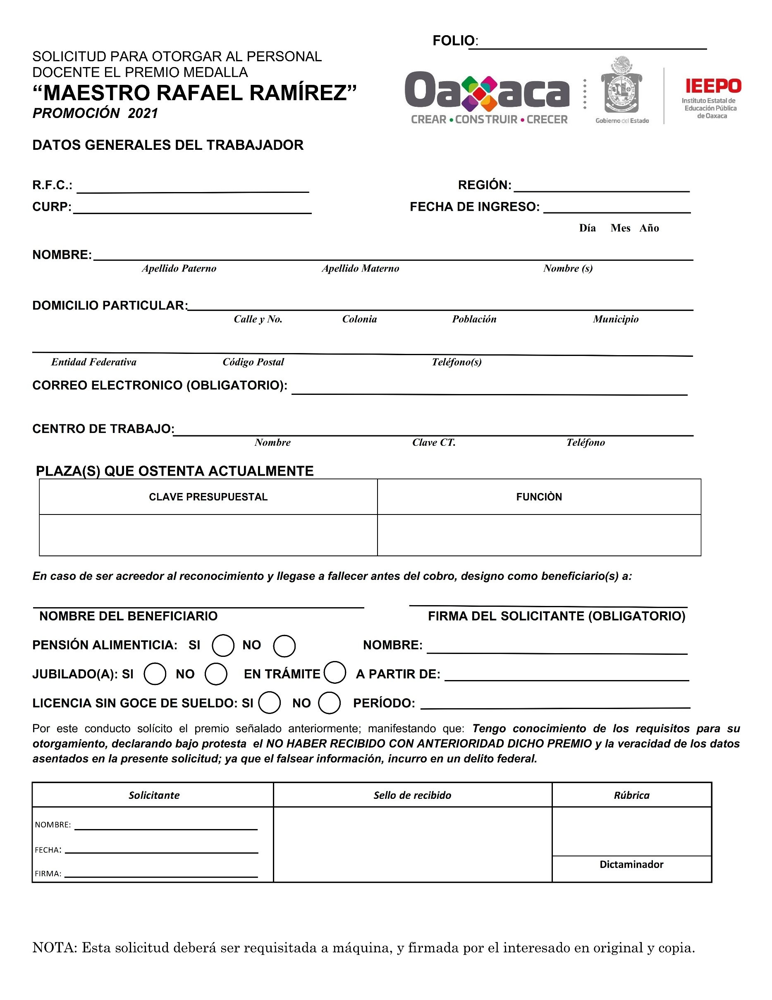 FOLIO:
SOLICITUD PARA OTORGAR AL PERSONAL
DOCENTE EL PREMIO MEDALLA
“MAESTRO RAFAEL RAMÍREZ”
PROMOCIÓN 2021
Oaxaca
CREAR • CONSTRUIR • CRECER
Gobierno del Estado
IEEPO
Instituto Estatal de
Educación Pública
de Oaxaca
DATOS GENERALES DEL TRABAJADOR
R.F.C.: REGIÓN:
CURP: FECHA DE INGRESO:
Día Mes Año
NOMBRE:
Apellido Paterno Apellido Materno Nombre (s)
DOMICILIO PARTICULAR:
Calle y No. Colonia Población Municipio
Entidad Federativa Código Postal Teléfono(s)
CORREO ELECTRONICO (OBLIGATORIO):
CENTRO DE TRABAJO:
Nombre Clave CT. Teléfono
PLAZA(S) QUE OSTENTA ACTUALMENTE
CLAVE PRESUPUESTAL FUNCIÒN
En caso de ser acreedor al reconocimiento y llegase a fallecer antes del cobro, designo como beneficiario(s) a:
NOMBRE DEL BENEFICIARIO FIRMA DEL SOLICITANTE (OBLIGATORIO)
PENSIÓN ALIMENTICIA: SI NO NOMBRE:
JUBILADO(A): SI NO EN TRÁMITE A PARTIR DE:
LICENCIA SIN GOCE DE SUELDO: SI NO PERÍODO:
Por este conducto solícito el premio señalado anteriormente; manifestando que: Tengo conocimiento de los requisitos para su
otorgamiento, declarando bajo protesta el NO HABER RECIBIDO CON ANTERIORIDAD DICHO PREMIO y la veracidad de los datos
asentados en la presente solicitud; ya que el falsear información, incurro en un delito federal.
Solicitante Sello de recibido Rúbrica
NOMBRE:
FECHA:
Dictaminador
FIRMA:
NOTA: Esta solicitud deberá ser requisitada a máquina, y firmada por el interesado en original y copia.